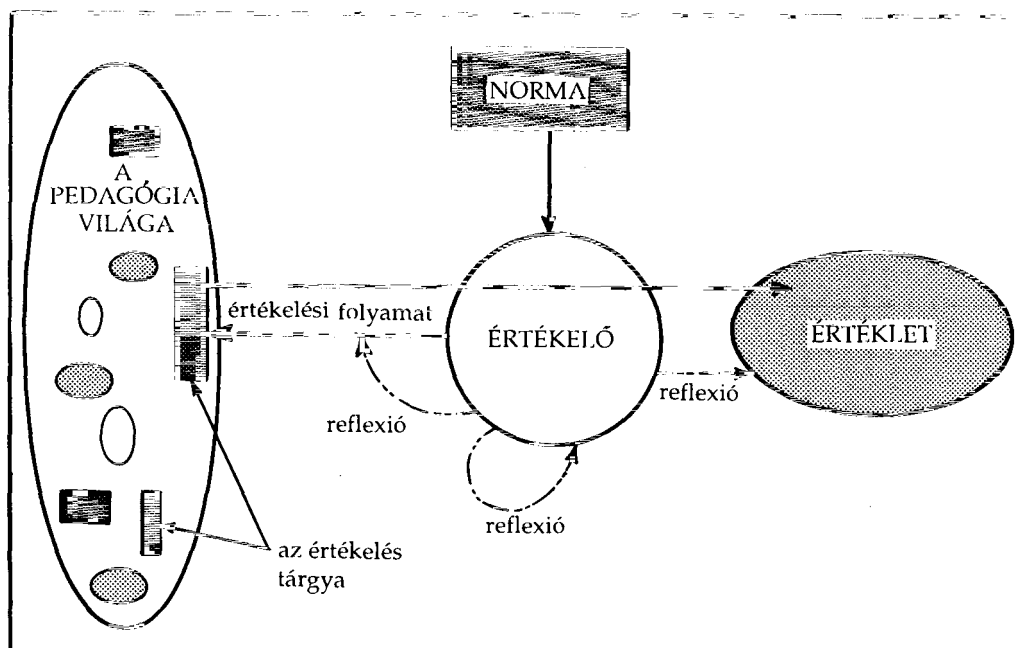 NORMA
A
PEDAGÓGIA
VILÁGA
értékelési folyamat
ÉRTÉKELŐ
ÉRTÉKLET
reflexió
reflexió
reflexió
az értékelés
tárgya